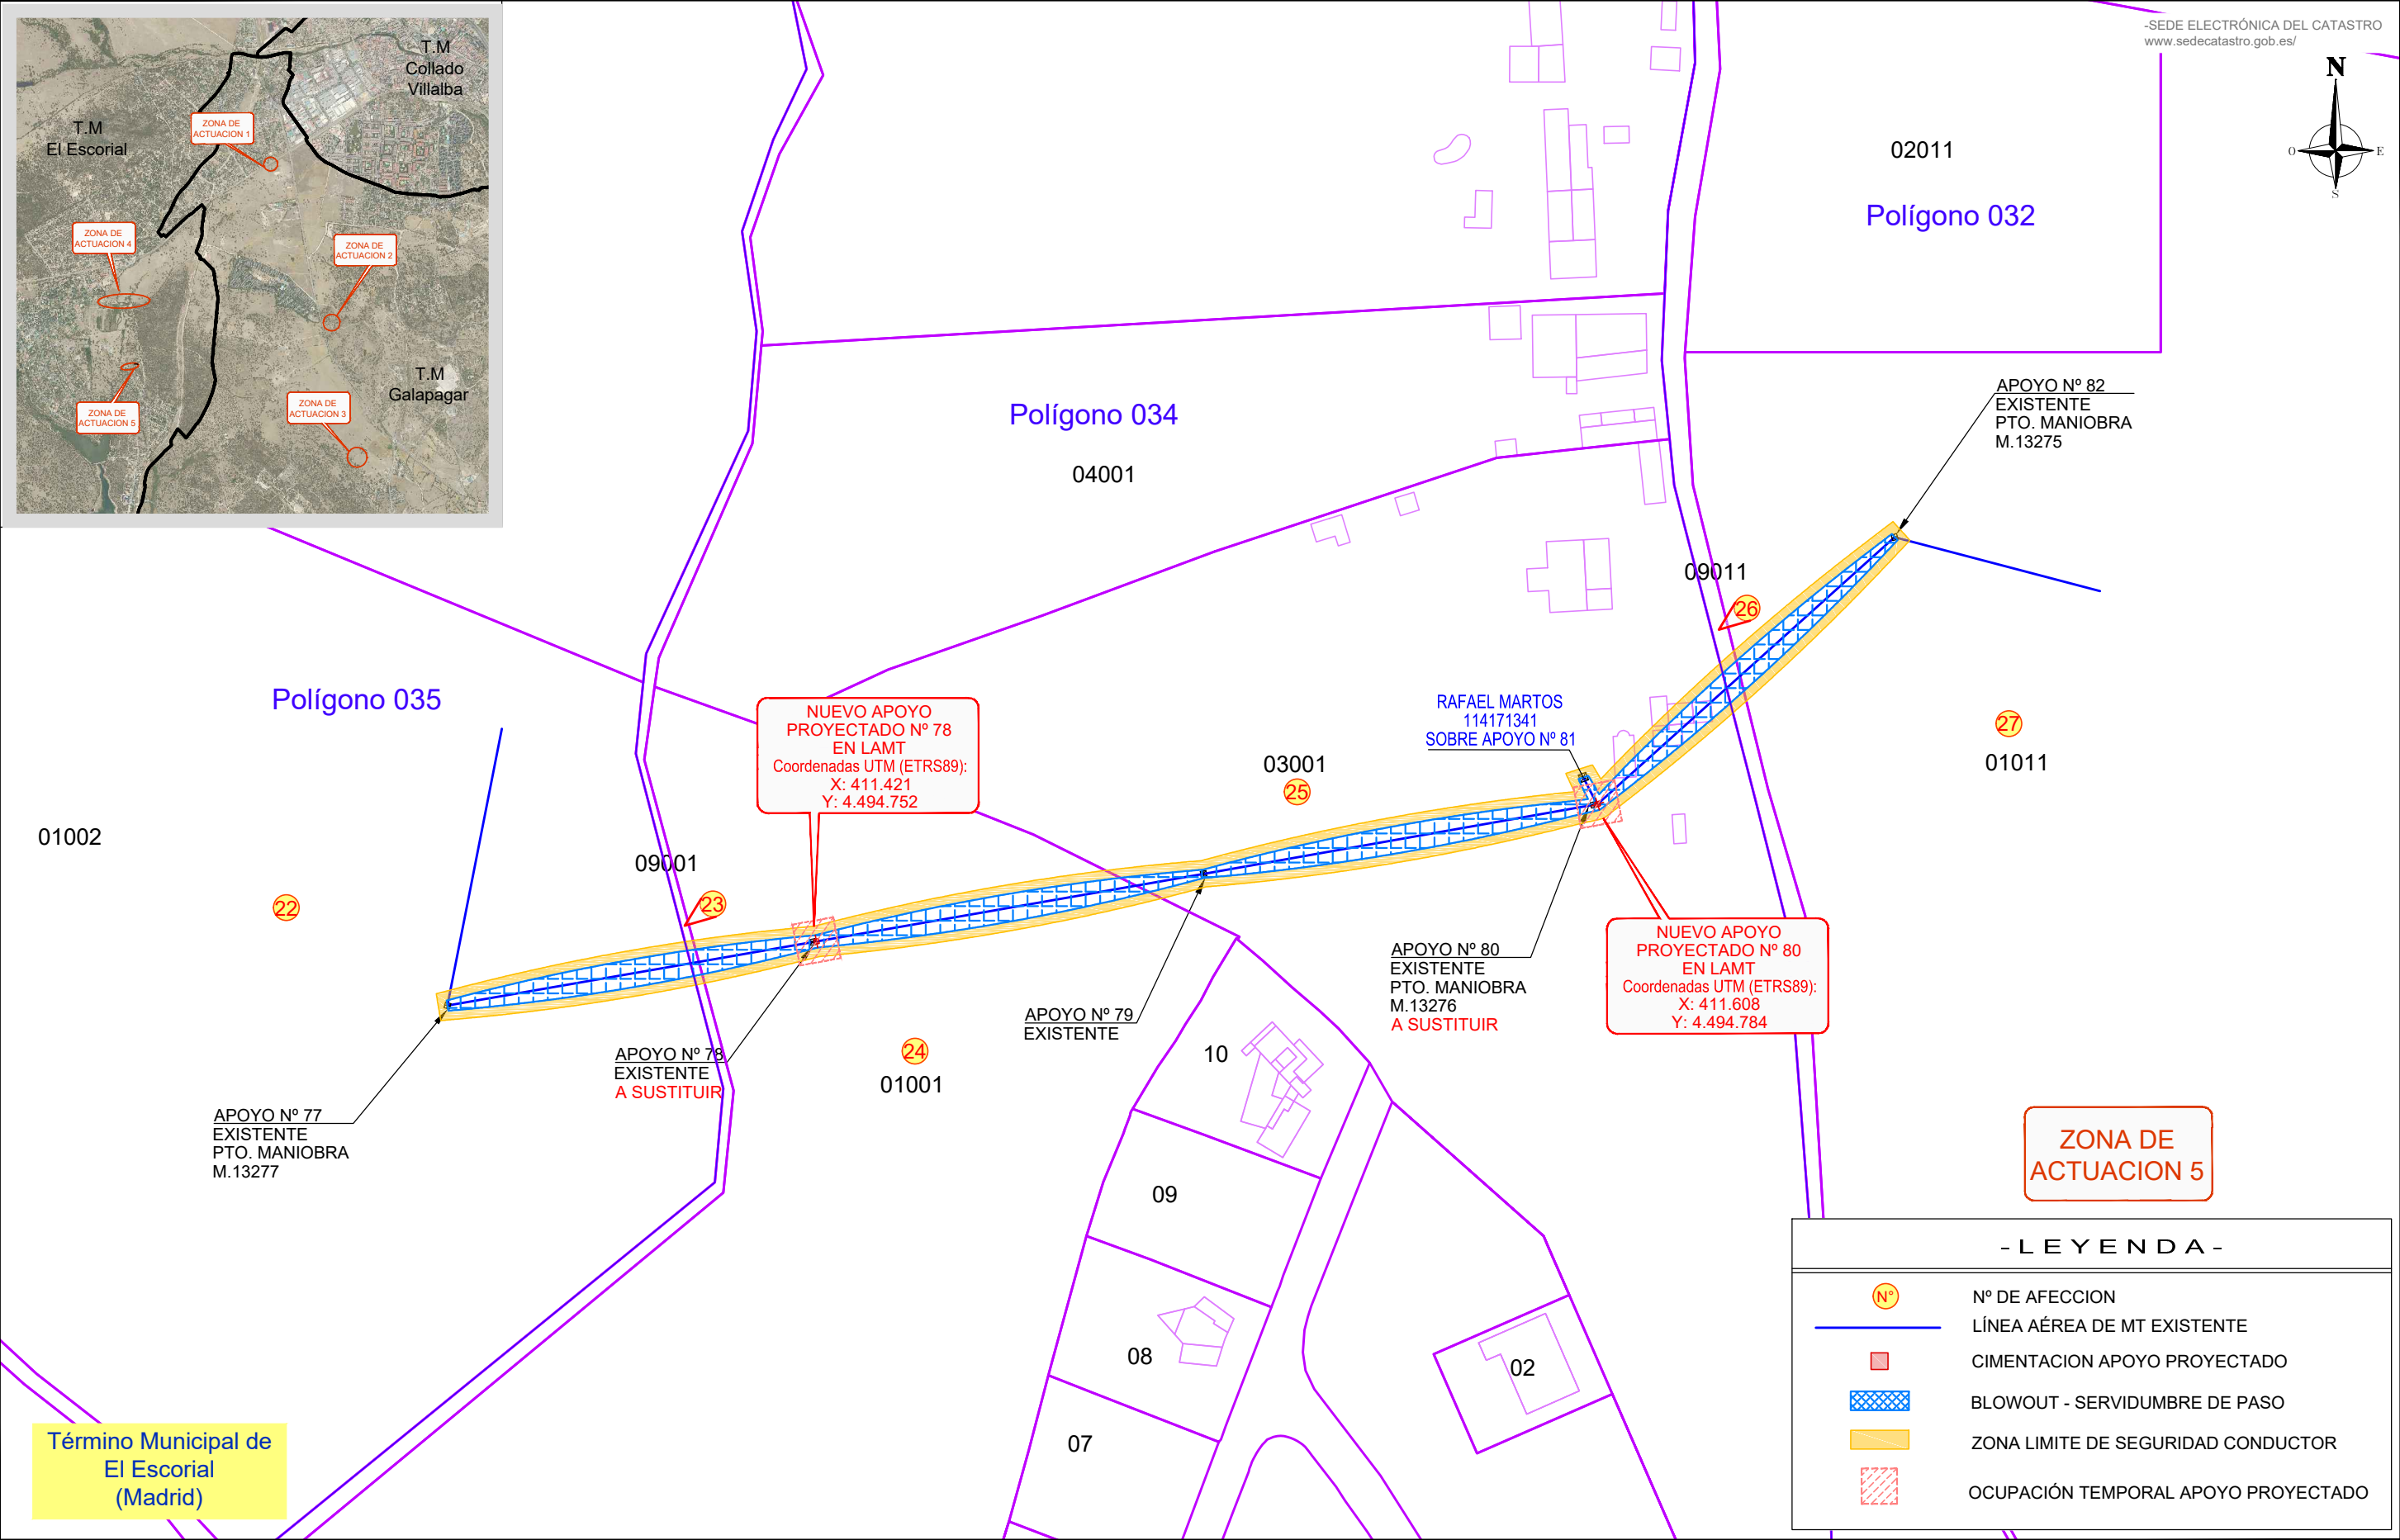 T.M
Collado
Villalba
T.M
El Escorial
ZONA DE
ACTUACION 1
ZONA DE
ACTUACION 4
ZONA DE
ACTUACION 2
T.M
Galapagar
ZONA DE
ACTUACION 3
ZONA DE
ACTUACION 5
-SEDE ELECTRÓNICA DEL CATASTRO
www.sedecatastro.gob.es/
N
O
E
S
02011
Polígono 032
Polígono 034
04001
APOYO Nº 82
EXISTENTE
PTO. MANIOBRA
M.13275
09011
26
Polígono 035
NUEVO APOYO
PROYECTADO Nº 78
EN LAMT
Coordenadas UTM (ETRS89):
X: 411.421
Y: 4.494.752
RAFAEL MARTOS
114171341
SOBRE APOYO Nº 81
03001
25
27
01011
01002
22
09001
23
APOYO Nº 77
EXISTENTE
PTO. MANIOBRA
M.13277
APOYO Nº 78
EXISTENTE
A SUSTITUIR
24
01001
APOYO Nº 79
EXISTENTE
APOYO Nº 80
EXISTENTE
PTO. MANIOBRA
M.13276
A SUSTITUIR
NUEVO APOYO
PROYECTADO Nº 80
EN LAMT
Coordenadas UTM (ETRS89):
X: 411.608
Y: 4.494.784
10
09
08
07
02
ZONA DE
ACTUACION 5
Término Municipal de
El Escorial
(Madrid)
-LEYENDA-
N°
Nº DE AFECCION
LÍNEA AÉREA DE MT EXISTENTE
CIMENTACION APOYO PROYECTADO
BLOWOUT - SERVIDUMBRE DE PASO
ZONA LIMITE DE SEGURIDAD CONDUCTOR
OCUPACIÓN TEMPORAL APOYO PROYECTADO